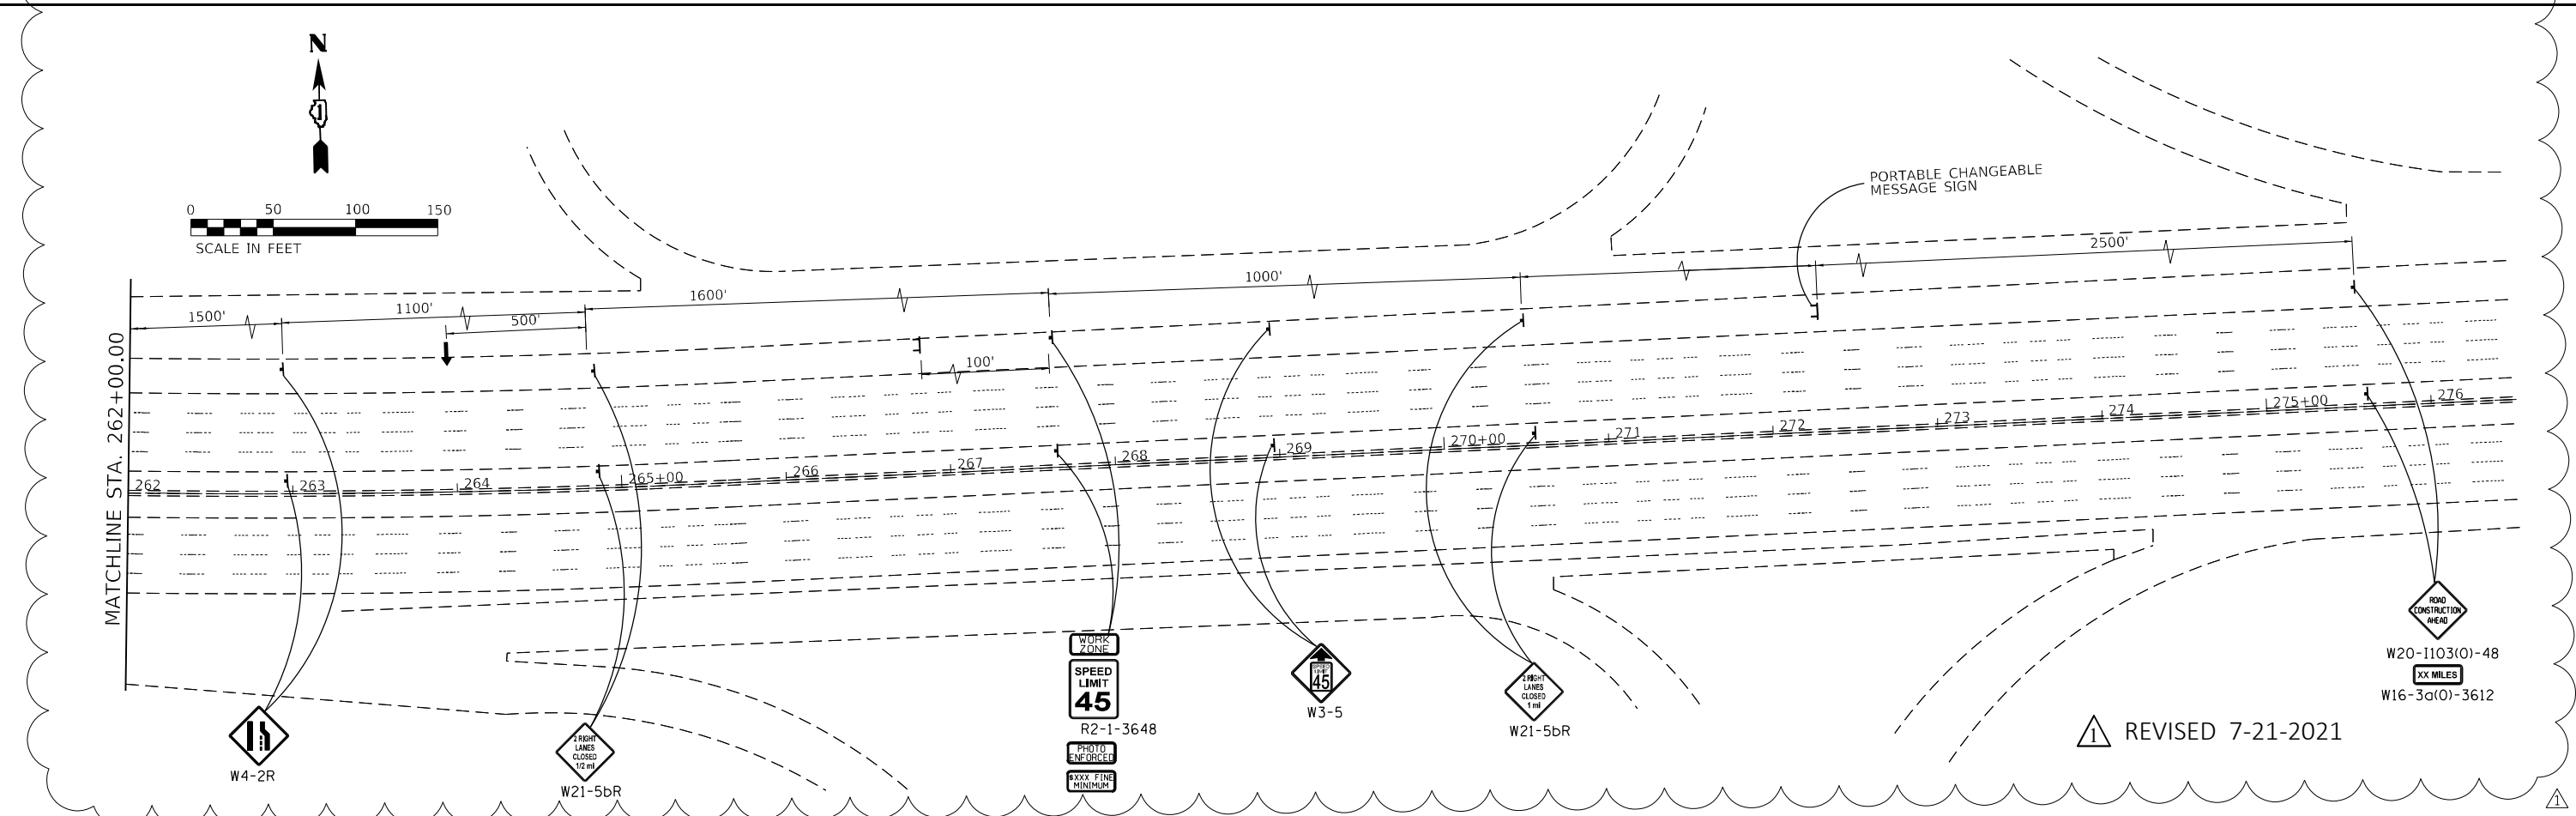 N
1
0 50 100 150
SCALE IN FEET
PORTABLE CHANGEABLE
MESSAGE SIGN
2500'
1000'
1600'
1100'
1500'
500'
100'
MATCHLINE STA. 262+00.00
262 263 264 265+00 266 267 268 269 270+00 271 272 273 274 275+00 276
W4-2R
2 RIGHT
LANES
CLOSED
1/2 mi
W21-5bR
WORK
ZONE
SPEED
LIMIT
45
R2-1-3648
PHOTO
ENFORCED
$XXX FINE
MINIMUM
SPEED
LIMIT
45
W3-5
2 RIGHT
LANES
CLOSED
1 mi
W21-5bR
ROAD
CONSTRUCTION
AHEAD
W20-I103(0)-48
XX MILES
W16-3a(0)-3612
1 REVISED 7-21-2021
1